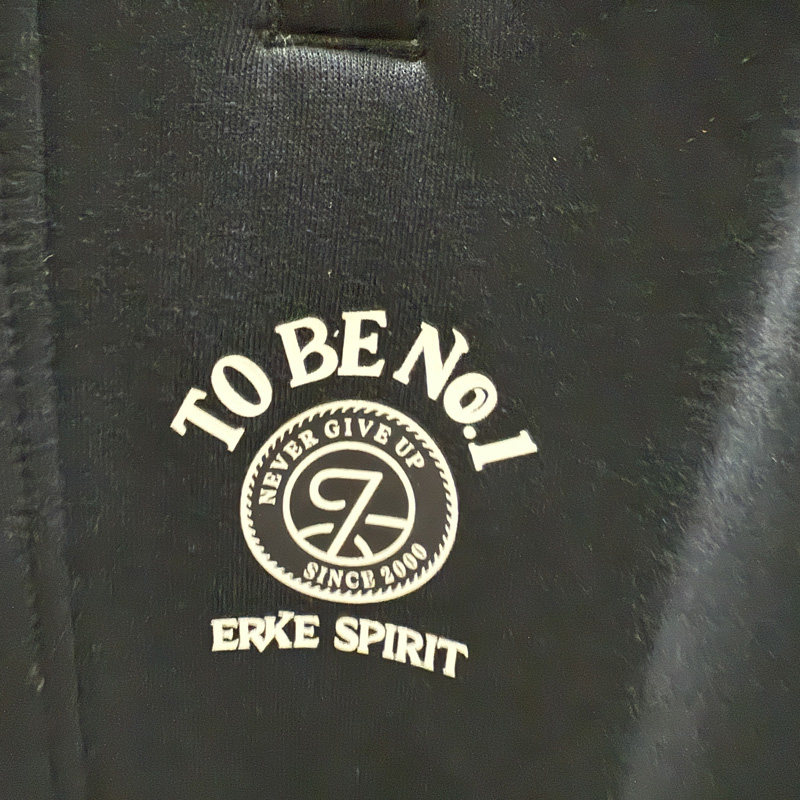 TO BE No.1
NEVER GIVE UP
SINCE 2000
ERKE SPIRIT